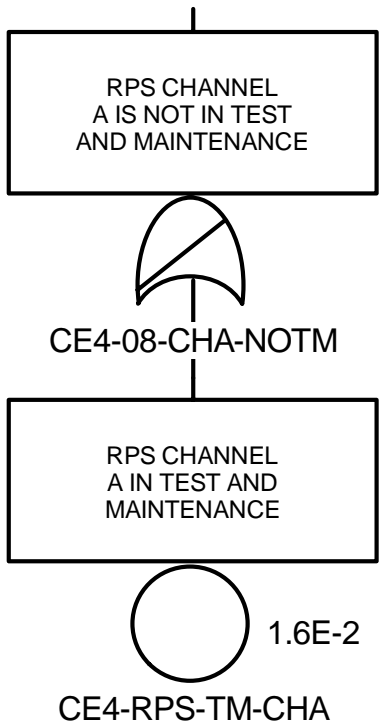 RPS CHANNEL
A IS NOT IN TEST
AND MAINTENANCE
CE4-08-CHA-NOTM
RPS CHANNEL
A IN TEST AND
MAINTENANCE
1.6E-2
CE4-RPS-TM-CHA